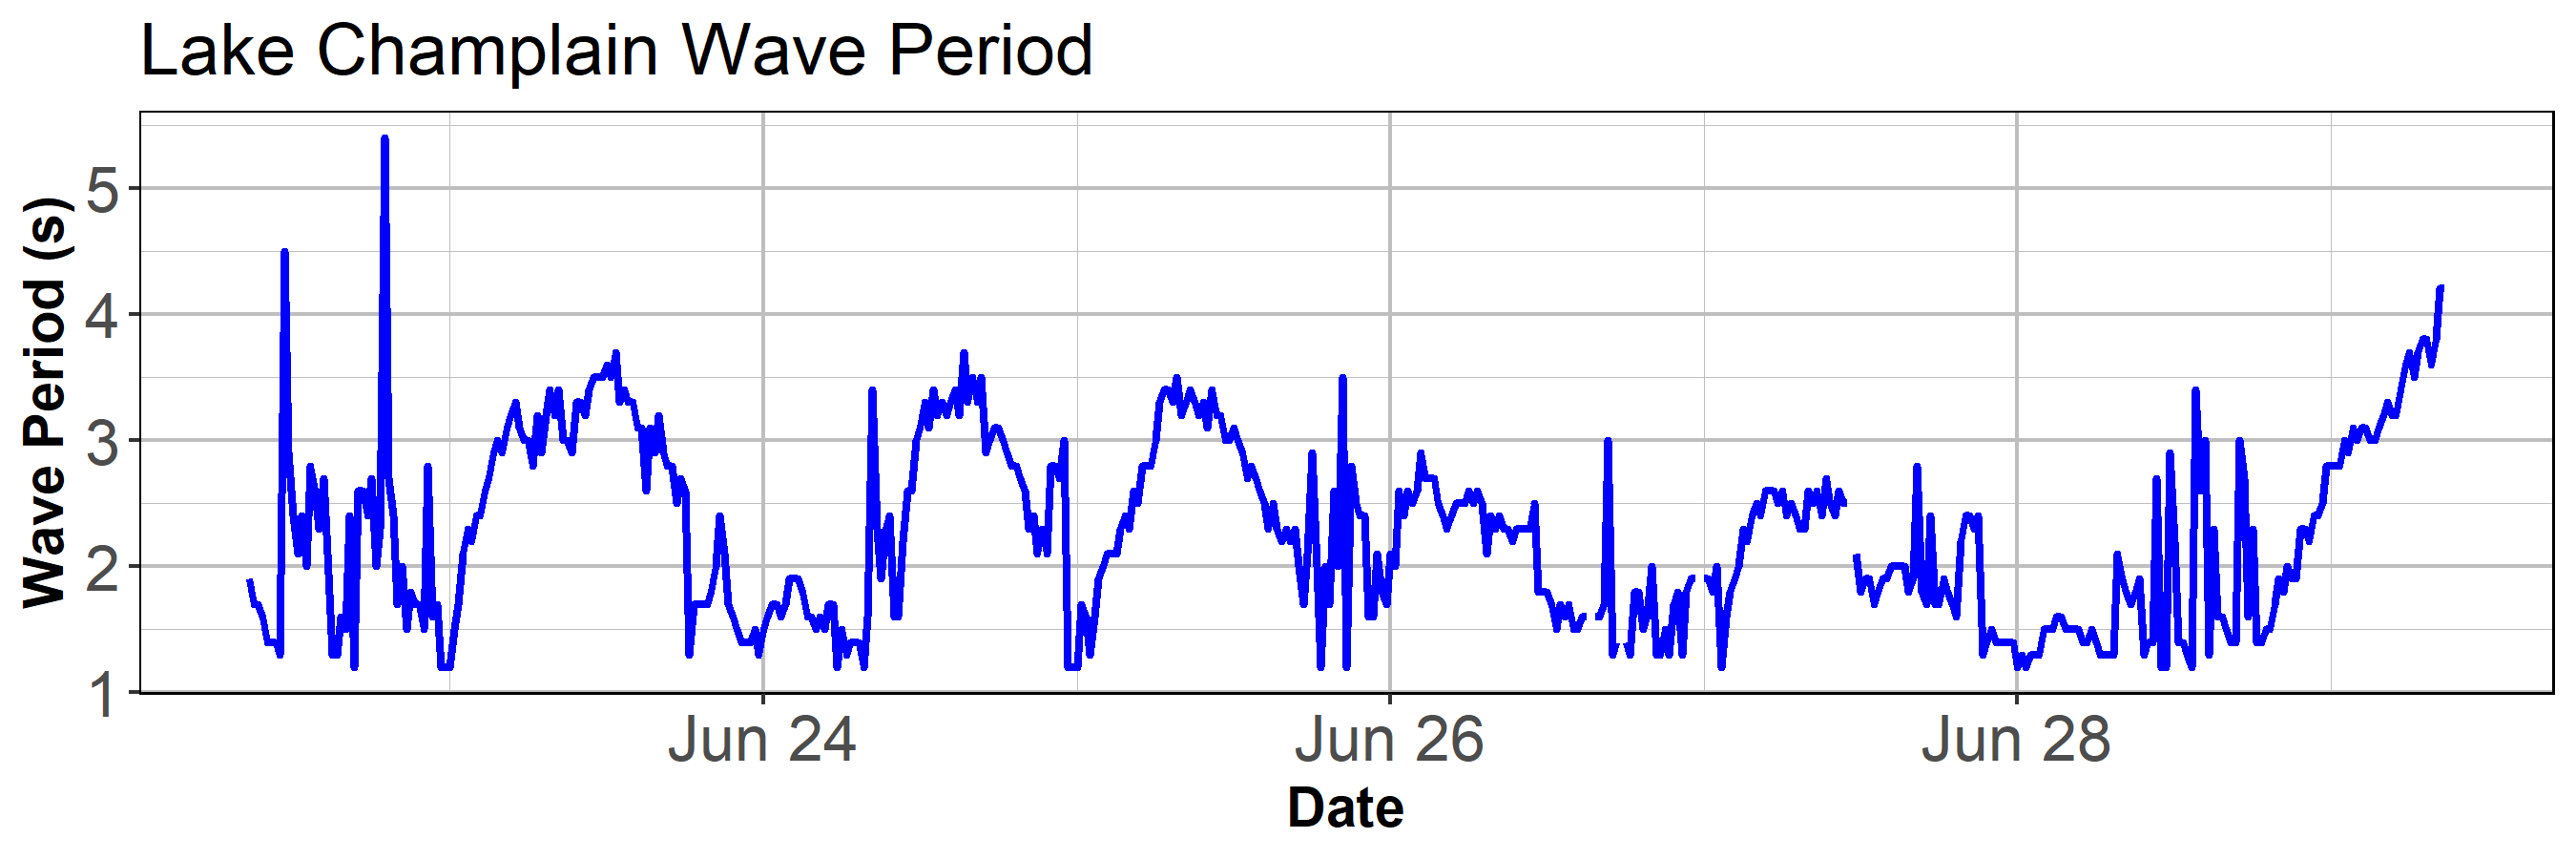 Lake Champlain Wave Period
Wave Period (s)
5
4
3
2
1
Jun 24
Jun 26
Jun 28
Date